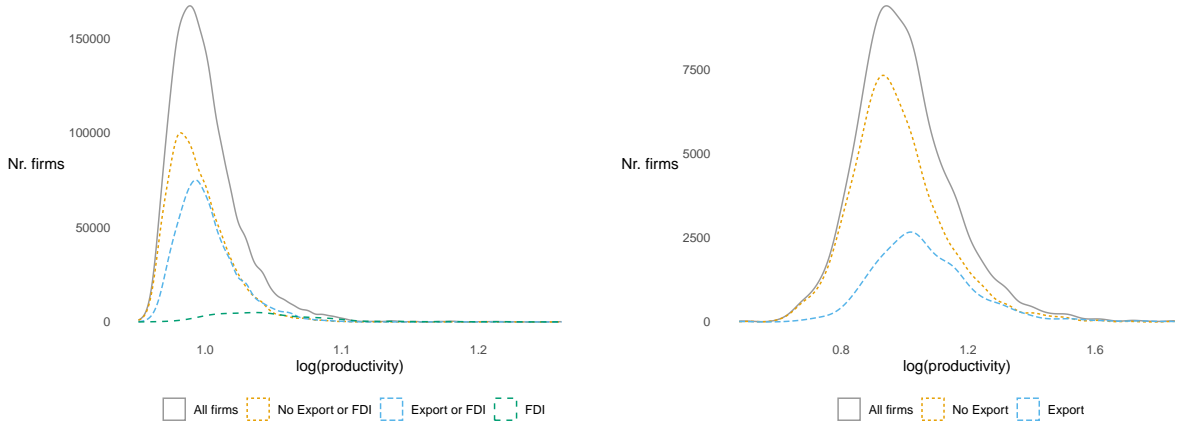 150000
100000
50000
0
Nr. firms
1.0 1.1 1.2
log(productivity)
All firms No Export or FDI Export or FDI FDI
7500
5000
2500
0
Nr. firms
0.8 1.2 1.6
log(productivity)
All firms No Export Export